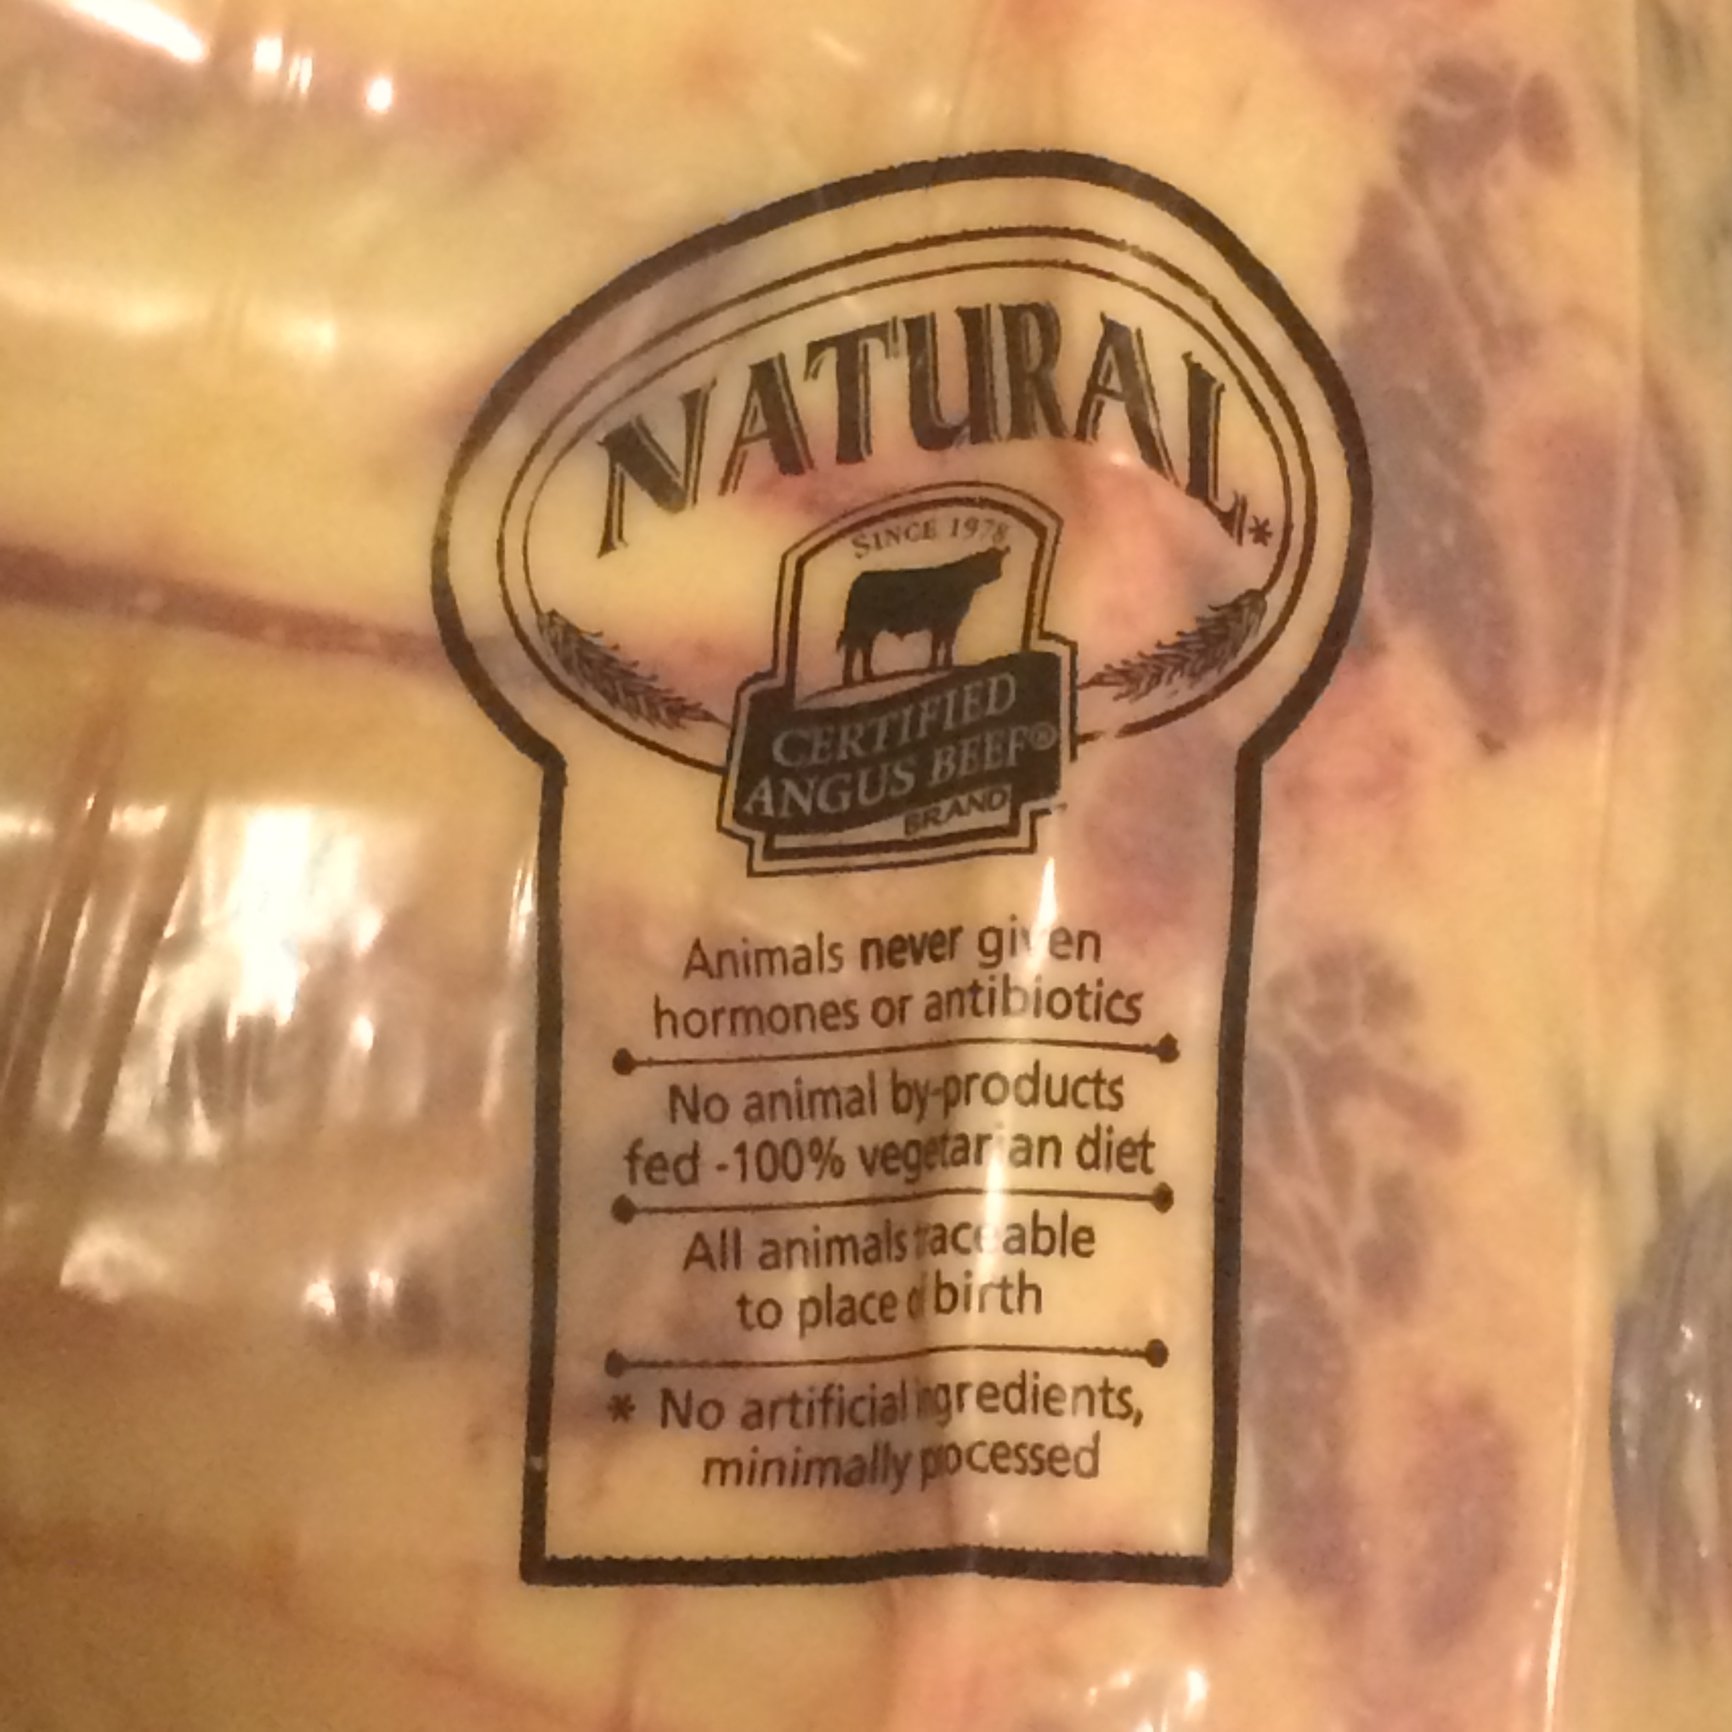 NATURAL*
SINCE 1978
CERTIFIED
ANGUS BEEF®
BRAND
Animals never given
hormones or antibiotics
No animal by-products
fed -100% vegetarian diet
All animals traceable
to place of birth
* No artificial ingredients,
minimally processed